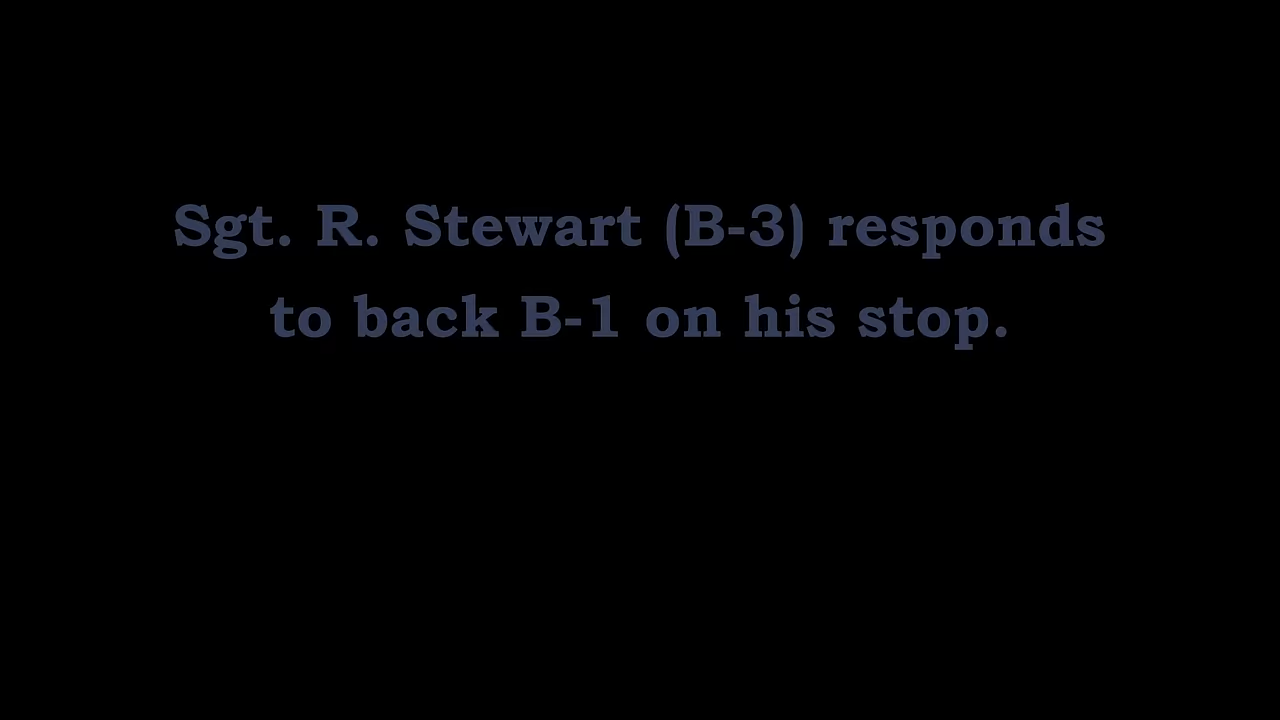 Sgt. R. Stewart (B-3) responds
to back B-1 on his stop.